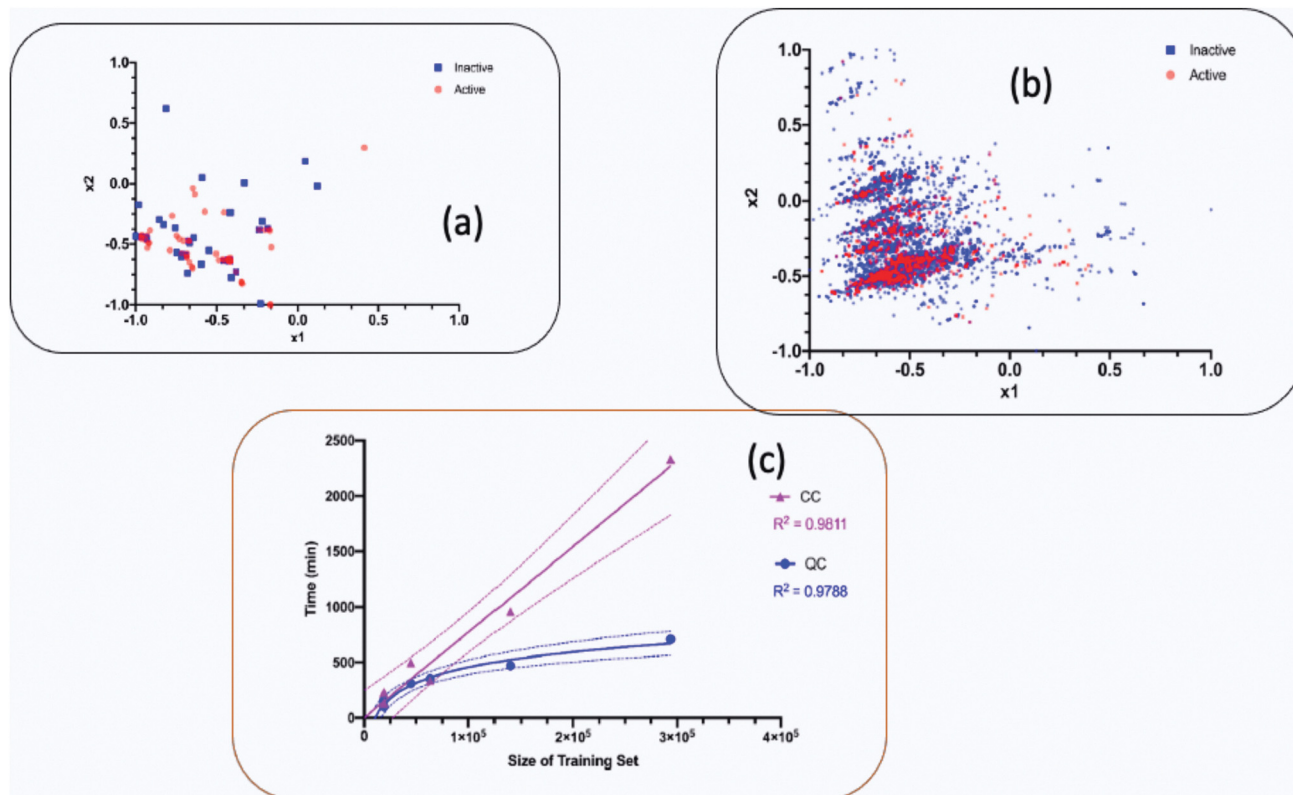 Inactive
Active
(a)
1.0
0.5
0.0
-0.5
-1.0
x2
-1.0 -0.5 0.0 0.5 1.0
x1
Inactive
Active
(b)
1.0
0.5
0.0
-0.5
-1.0
x2
-1.0 -0.5 0.0 0.5 1.0
x1
(c)
2500
2000
1500
1000
500
0
Time (min)
0 1×10⁵ 2×10⁵ 3×10⁵ 4×10⁵
Size of Training Set
CC
R² = 0.9811
QC
R² = 0.9788